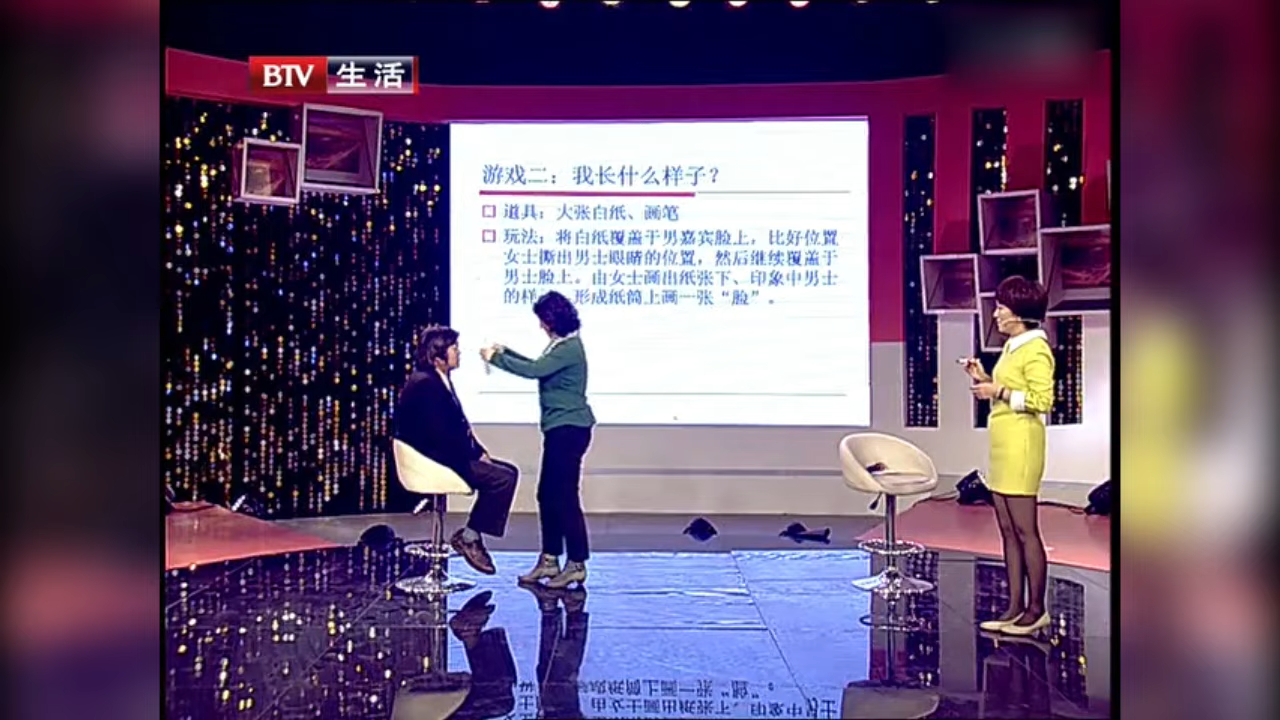 BTV 生活
游戏二：我长什么样子？
道具：大张白纸、画笔
玩法：将白纸覆盖于男嘉宾脸上，比好位置
女士撕出男士眼睛的位置，然后继续覆盖于
男士脸上。由女士画出纸张下、印象中男士
的样 形成纸筒上画一张“脸”。